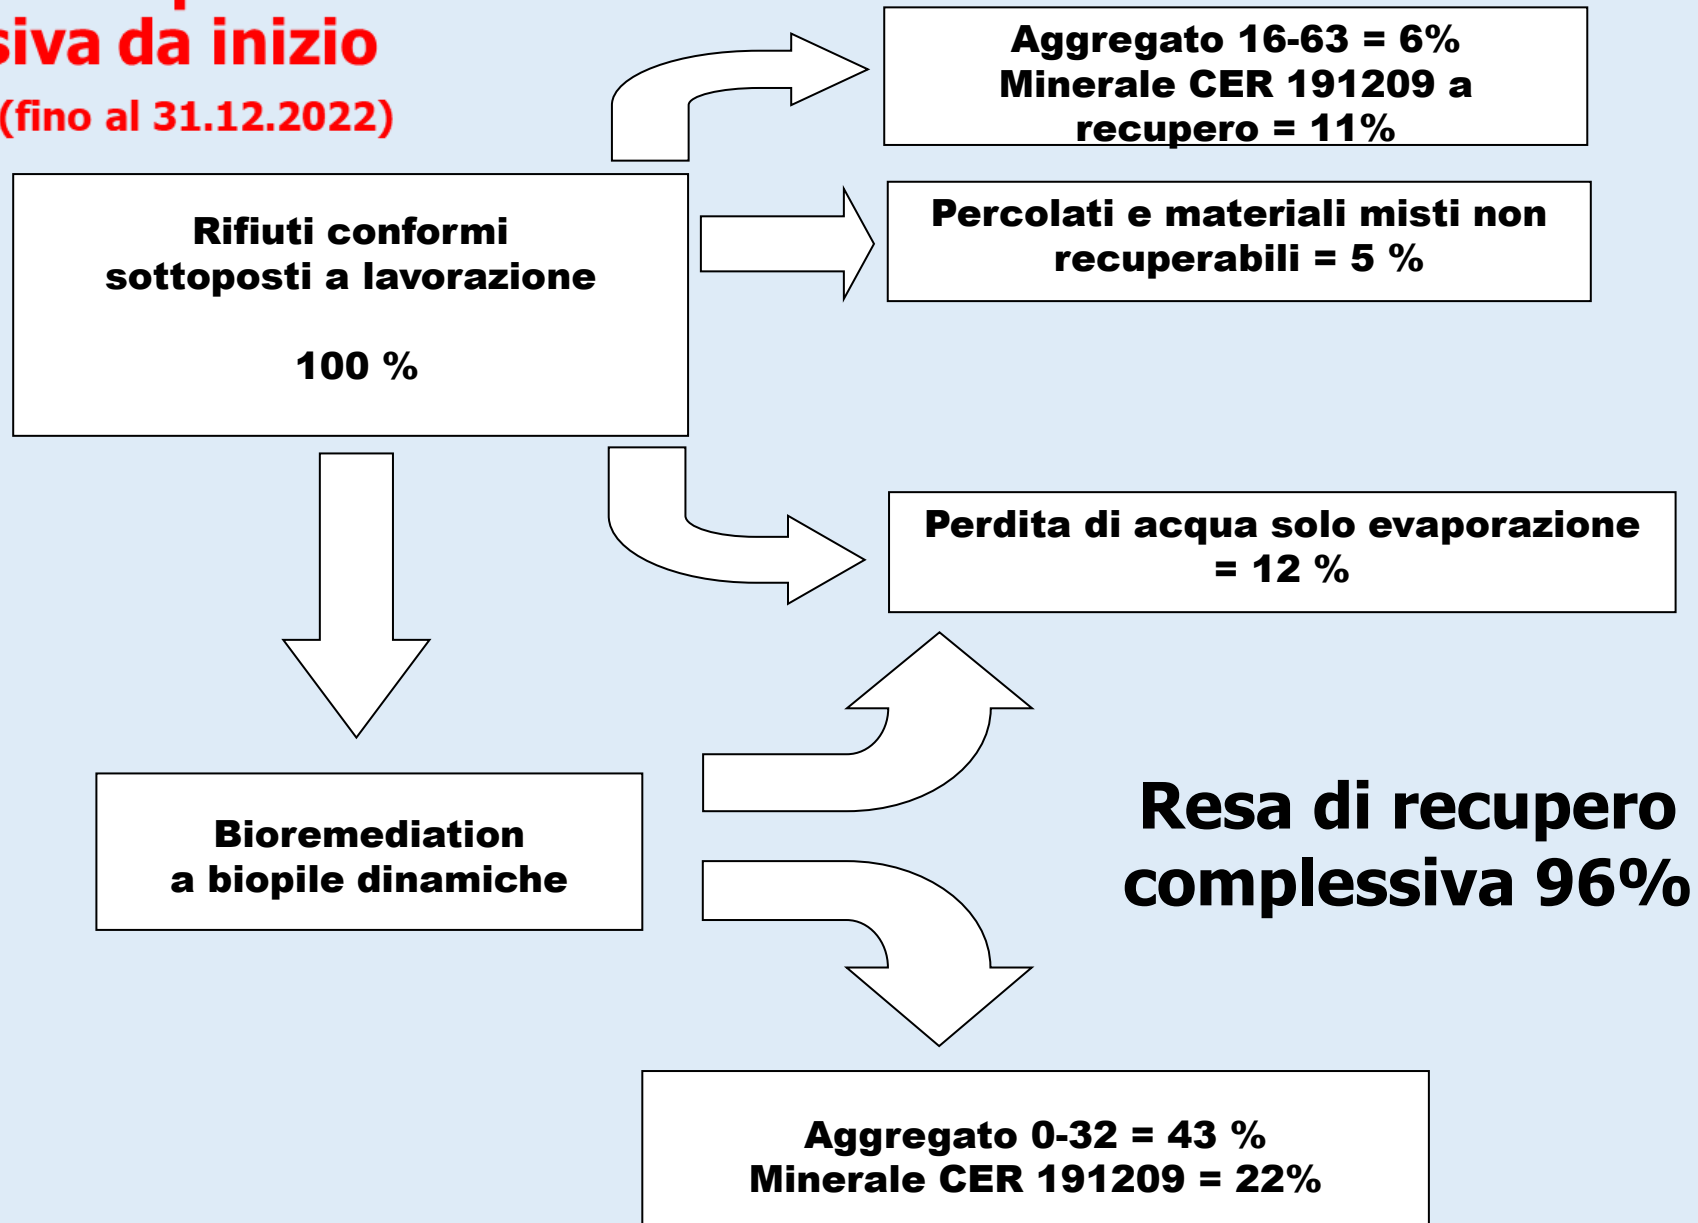 da inizio
(fino al 31.12.2022)
Aggregato 16-63 = 6%
Minerale CER 191209 a
recupero = 11%
Rifiuti conformi
sottoposti a lavorazione
100 %
Percolati e materiali misti non
recuperabili = 5 %
Perdita di acqua solo evaporazione
= 12 %
Bioremediation
a biopile dinamiche
Resa di recupero
complessiva 96%
Aggregato 0-32 = 43 %
Minerale CER 191209 = 22%